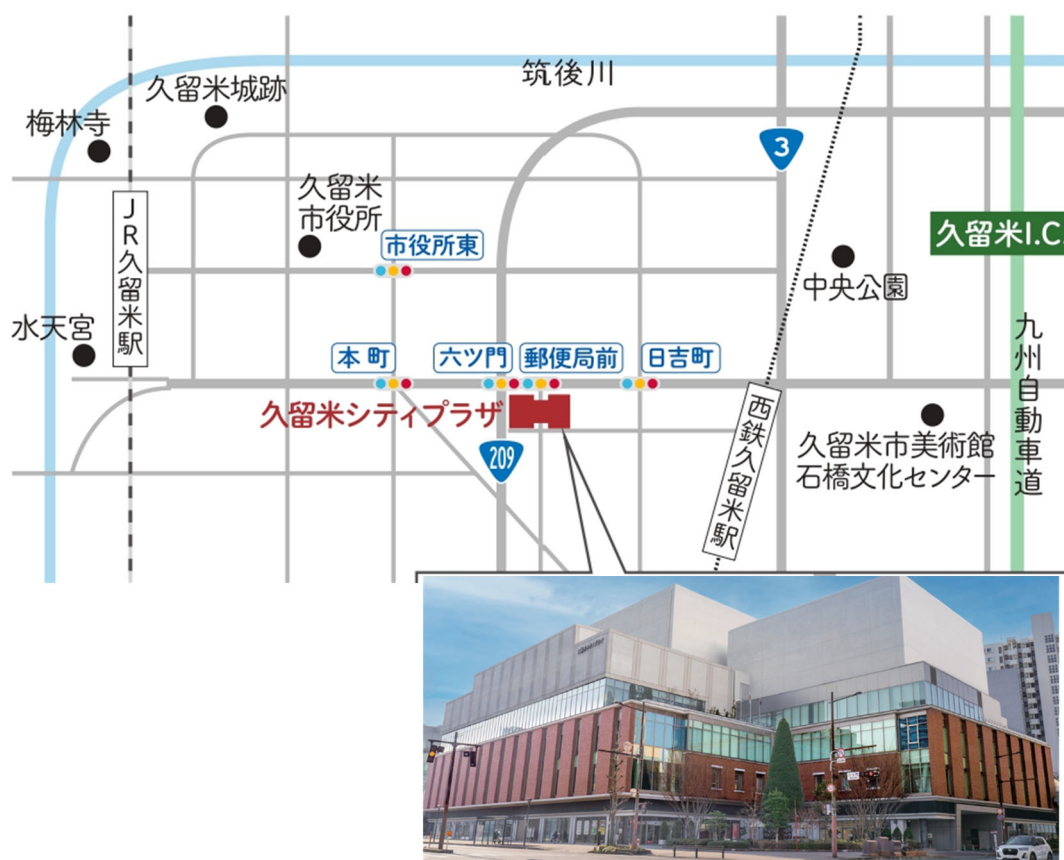 筑後川
久留米城跡
梅林寺
3
久留米
市役所
JR久留米駅
市役所東
久留米I.C.
中央公園
水天宮
本町
六ツ門
郵便局前
日吉町
九州自動車道
久留米シティプラザ
西鉄久留米駅
久留米市美術館
石橋文化センター
209